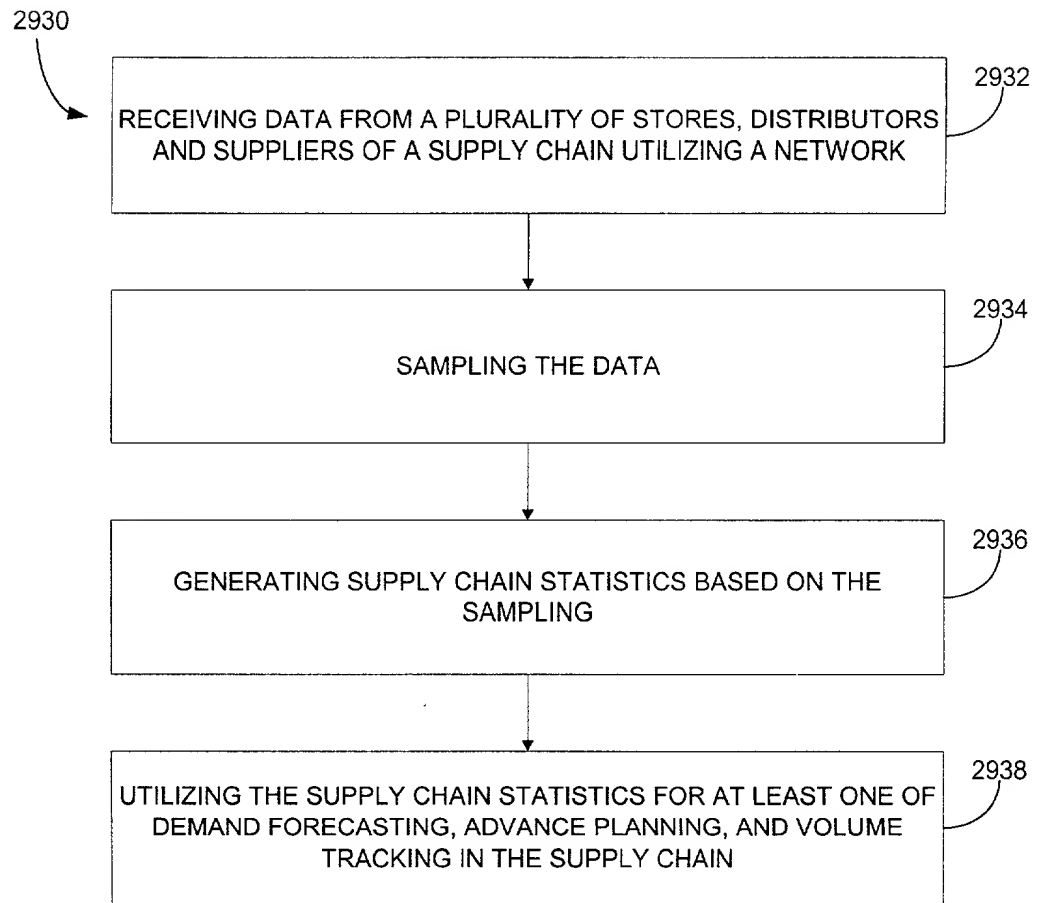 2930
2932
RECEIVING DATA FROM A PLURALITY OF STORES, DISTRIBUTORS
AND SUPPLIERS OF A SUPPLY CHAIN UTILIZING A NETWORK
2934
SAMPLING THE DATA
2936
GENERATING SUPPLY CHAIN STATISTICS BASED ON THE
SAMPLING
2938
UTILIZING THE SUPPLY CHAIN STATISTICS FOR AT LEAST ONE OF
DEMAND FORECASTING, ADVANCE PLANNING, AND VOLUME
TRACKING IN THE SUPPLY CHAIN